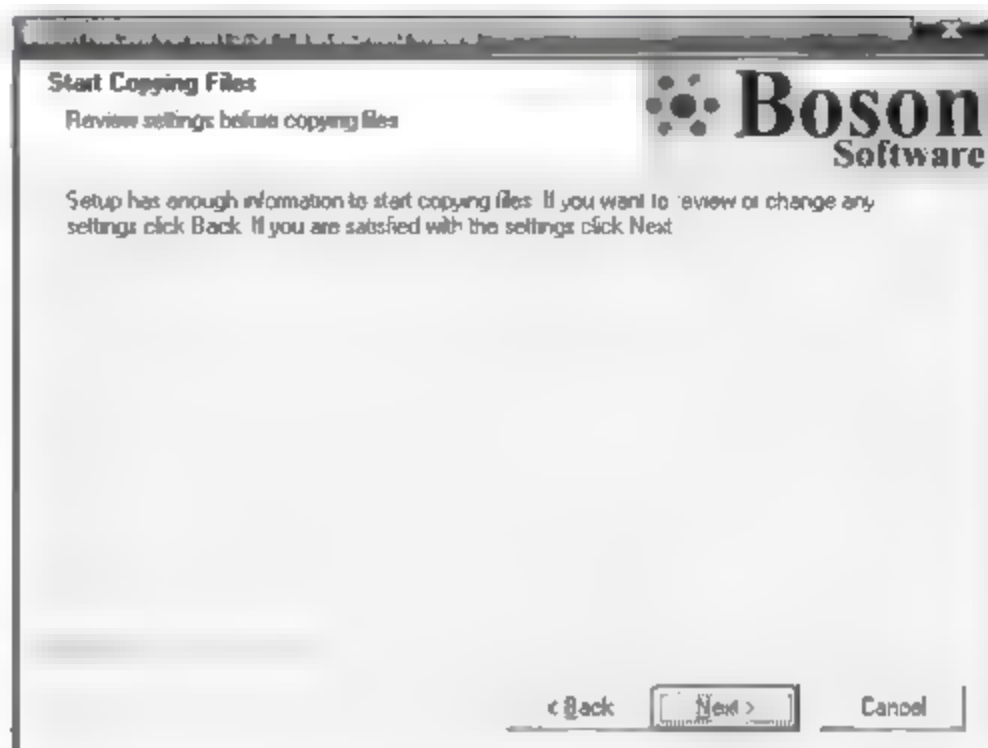 Start Copying Files
Review settings before copying files
Boson
Software
Setup has enough information to start copying files. If you want to review or change any
settings click Back. If you are satisfied with the settings click Next
< Back
Next >
Cancel